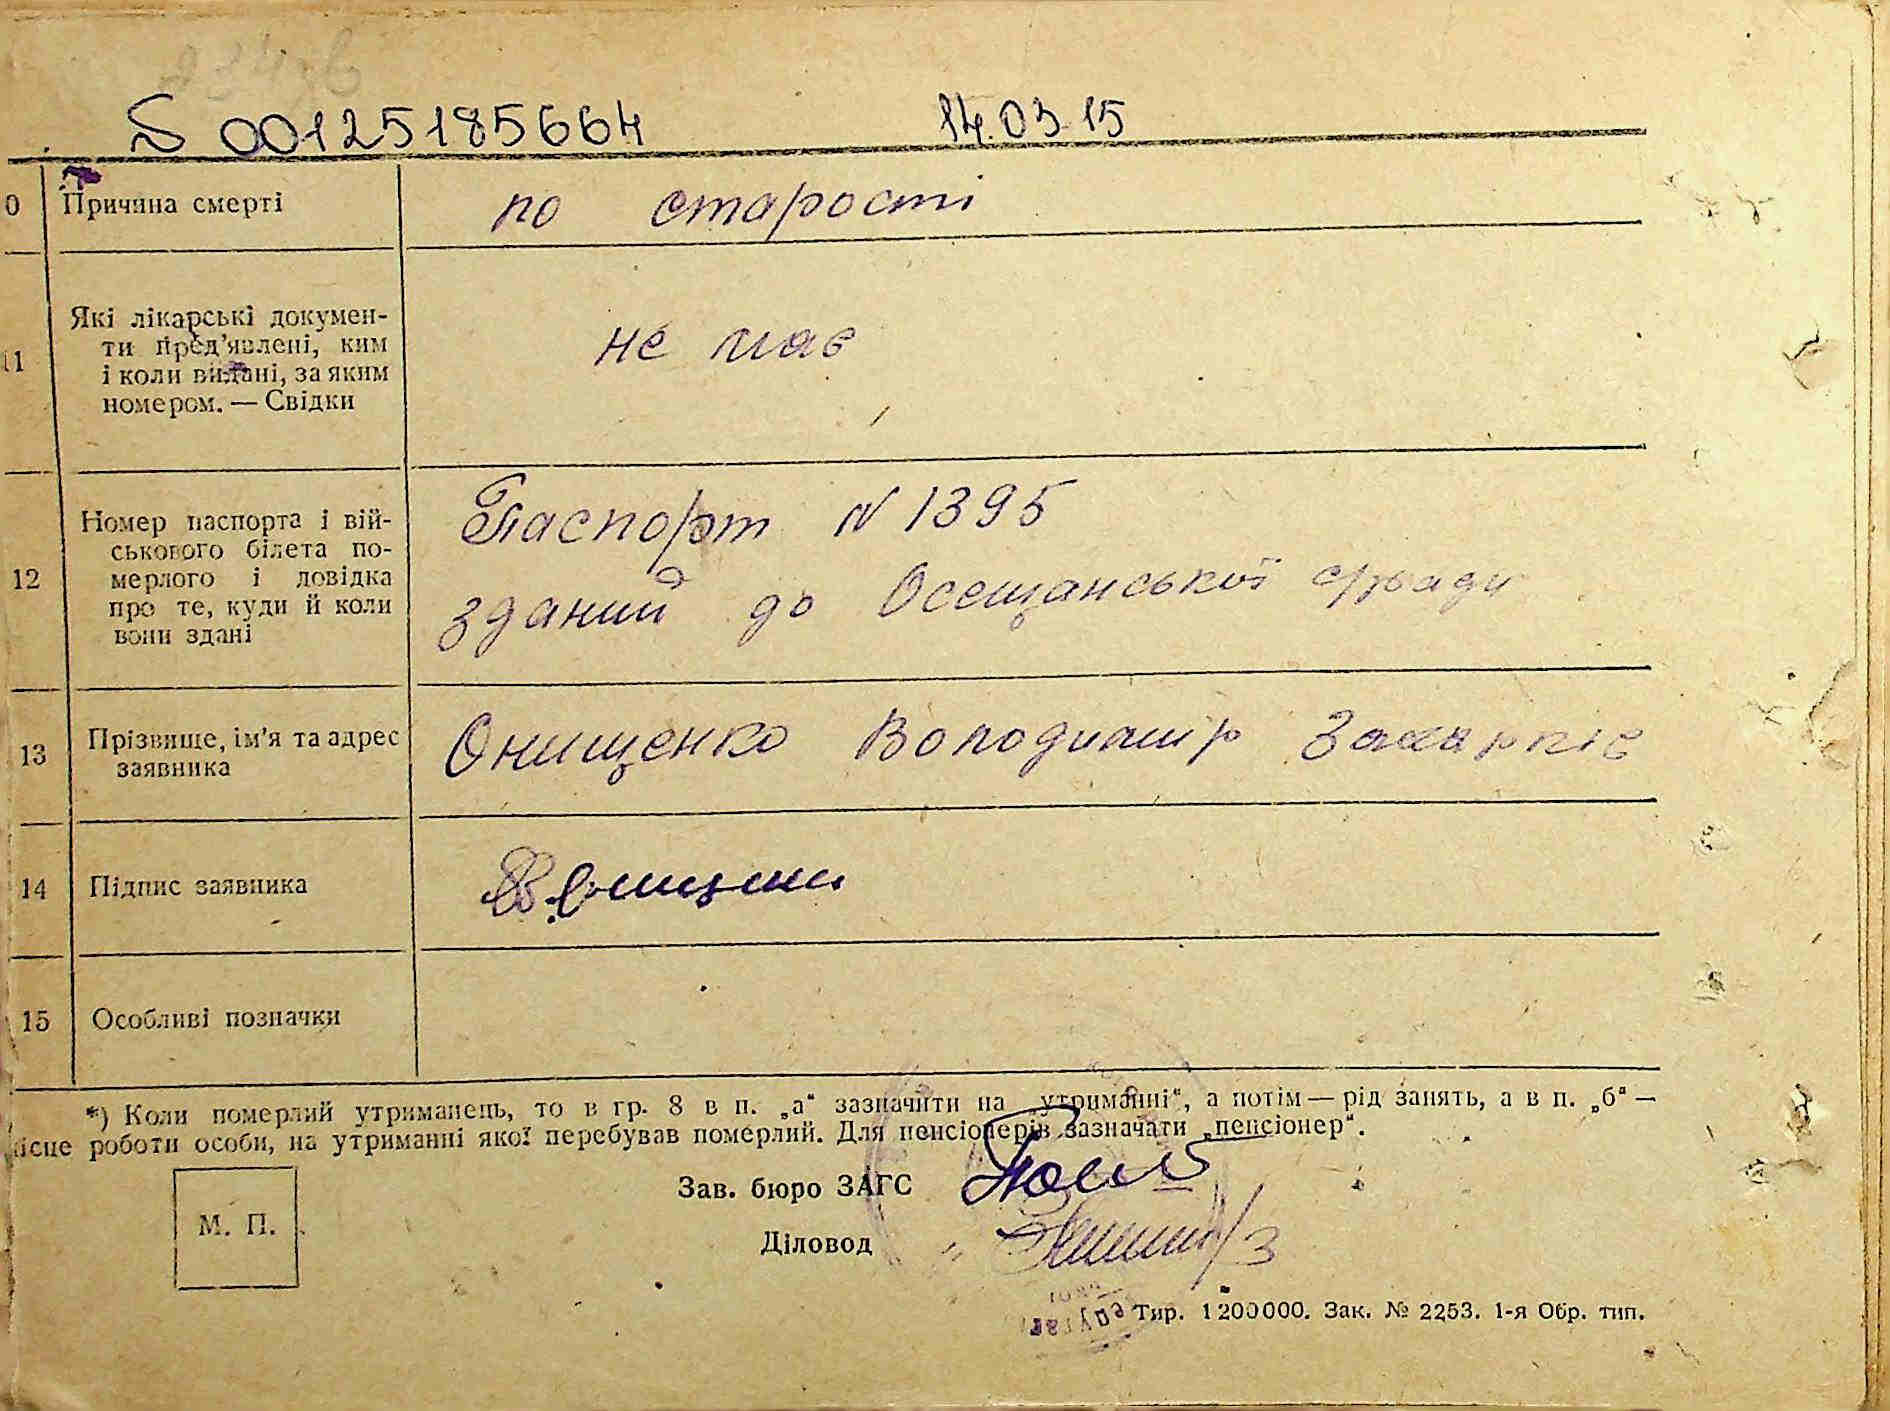 S 00125185664 14.03.15
0 Причина смерті по старості
11 Які лікарські докумен-
ти пред’явлені, ким
і коли видані, за яким
номером. — Свідки
не має
12 Номер паспорта і вій-
ськового білета по-
мерлого і довідка
про те, куди й коли
вони здані
Паспорт N 1395
зданий до Осещанської с/ради
13 Прізвище, ім’я та адрес
заявника
Онищенко Володимир
14 Підпис заявника
15 Особливі позначки
*) Коли померлий утриманець, то в гр. 8 в п. „а“ зазначити на „утриманні“, а потім — рід занять, а в п. „б“ —
місце роботи особи, на утриманні якої перебував померлий. Для пенсіонерів зазначати „пенсіонер“.
Зав. бюро ЗАГС
М. П.
Діловод
Тир. 1200000. Зак. № 2253. 1-я Обр. тип.